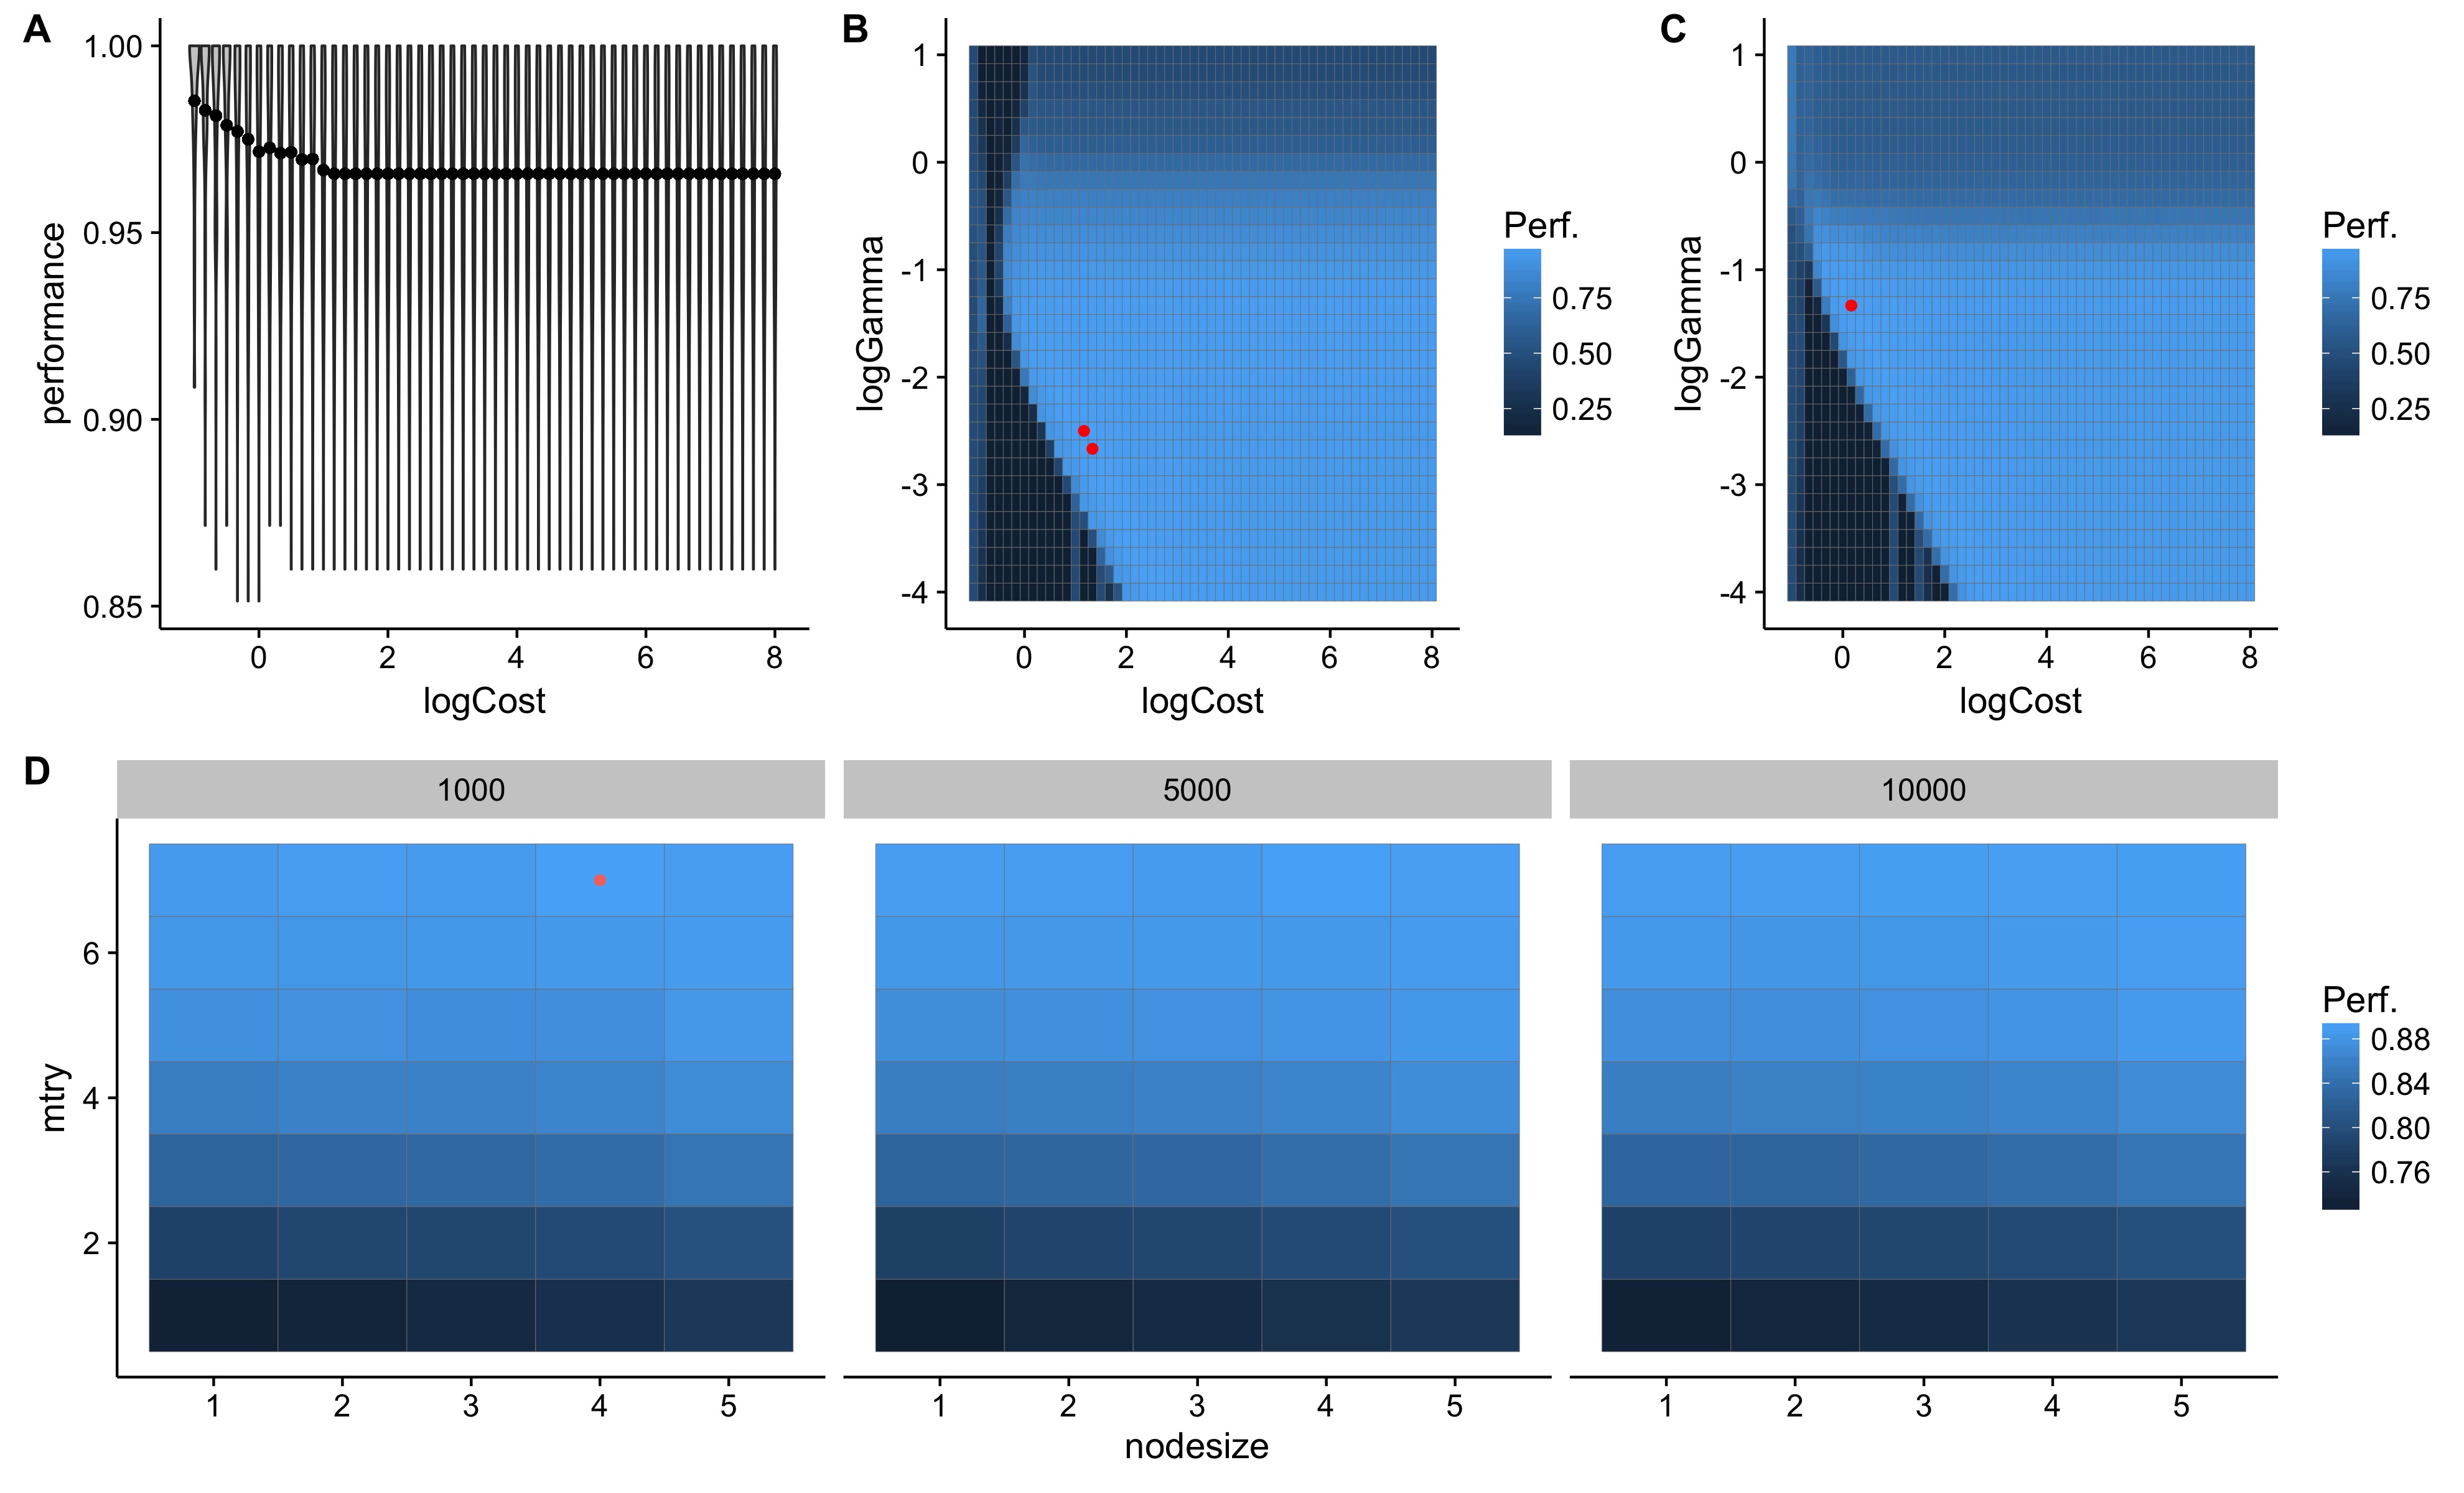 A
1.00
0.95
0.90
0.85
performance
0 2 4 6 8
logCost
B
1
0
-1
-2
-3
-4
logGamma
0 2 4 6 8
logCost
Perf.
0.75
0.50
0.25
C
1
0
-1
-2
-3
-4
logGamma
0 2 4 6 8
logCost
Perf.
0.75
0.50
0.25
D
1000 5000 10000
6
4
2
mtry
1 2 3 4 5 1 2 3 4 5 1 2 3 4 5
nodesize
Perf.
0.88
0.84
0.80
0.76